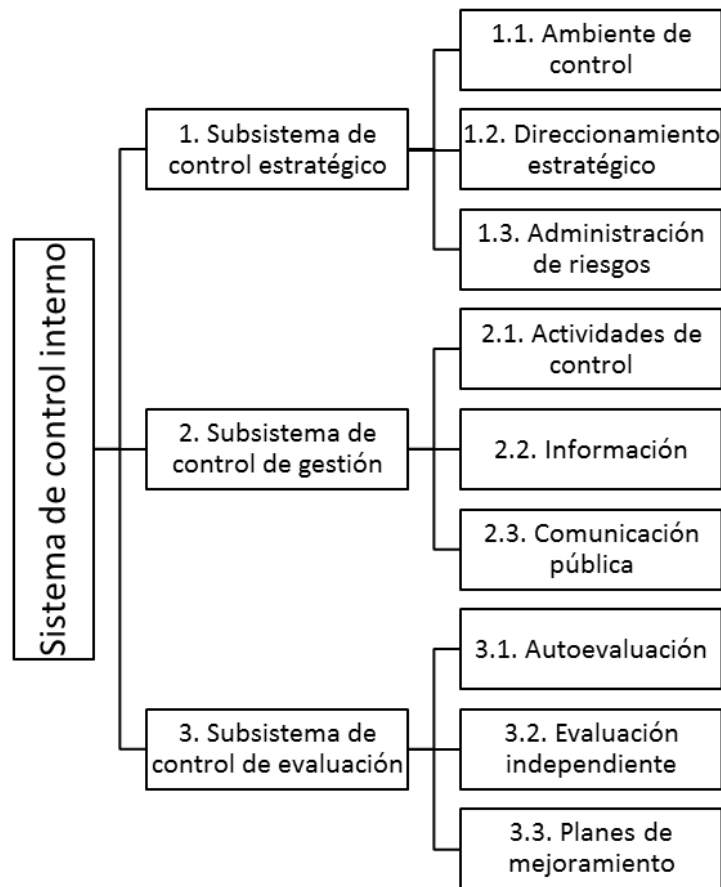 Sistema de control interno
1. Subsistema de
control estratégico
1.1. Ambiente de
control
1.2. Direccionamiento
estratégico
1.3. Administración
de riesgos
2. Subsistema de
control de gestión
2.1. Actividades de
control
2.2. Información
2.3. Comunicación
pública
3. Subsistema de
control de evaluación
3.1. Autoevaluación
3.2. Evaluación
independiente
3.3. Planes de
mejoramiento